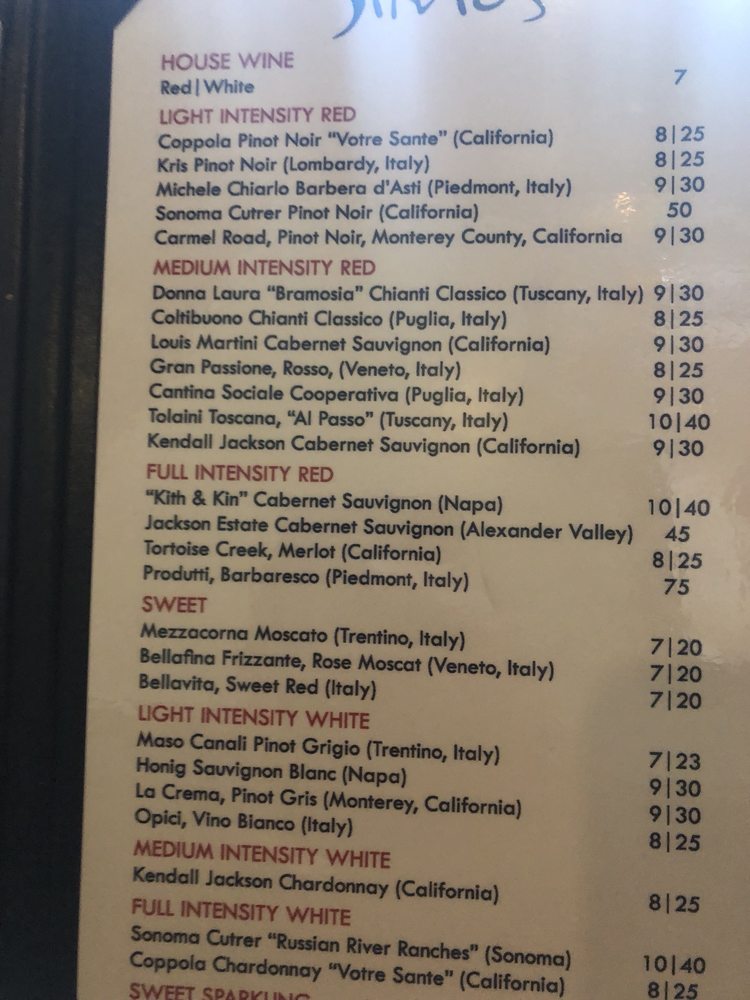 HOUSE WINE
Red|White 7
LIGHT INTENSITY RED
Coppola Pinot Noir “Votre Sante” (California) 8|25
Kris Pinot Noir (Lombardy, Italy) 8|25
Michele Chiarlo Barbera d'Asti (Piedmont, Italy) 9|30
Sonoma Cutrer Pinot Noir (California) 50
Carmel Road, Pinot Noir, Monterey County, California 9|30
MEDIUM INTENSITY RED
Donna Laura “Bramosia” Chianti Classico (Tuscany, Italy) 9|30
Coltibuono Chianti Classico (Puglia, Italy) 8|25
Louis Martini Cabernet Sauvignon (California) 9|30
Gran Passione, Rosso, (Veneto, Italy) 8|25
Cantina Sociale Cooperativa (Puglia, Italy) 9|30
Tolaini Toscana, “Al Passo” (Tuscany, Italy) 10|40
Kendall Jackson Cabernet Sauvignon (California) 9|30
FULL INTENSITY RED
“Kith & Kin” Cabernet Sauvignon (Napa) 10|40
Jackson Estate Cabernet Sauvignon (Alexander Valley) 45
Tortoise Creek, Merlot (California) 8|25
Produtti, Barbaresco (Piedmont, Italy) 75
SWEET
Mezzacorna Moscato (Trentino, Italy) 7|20
Bellafina Frizzante, Rose Moscat (Veneto, Italy) 7|20
Bellavita, Sweet Red (Italy) 7|20
LIGHT INTENSITY WHITE
Maso Canali Pinot Grigio (Trentino, Italy) 7|23
Honig Sauvignon Blanc (Napa) 9|30
La Crema, Pinot Gris (Monterey, California) 9|30
Opici, Vino Bianco (Italy) 8|25
MEDIUM INTENSITY WHITE
Kendall Jackson Chardonnay (California) 8|25
FULL INTENSITY WHITE
Sonoma Cutrer “Russian River Ranches” (Sonoma) 10|40
Coppola Chardonnay “Votre Sante” (California) 8|25
SWEET SPARKLING